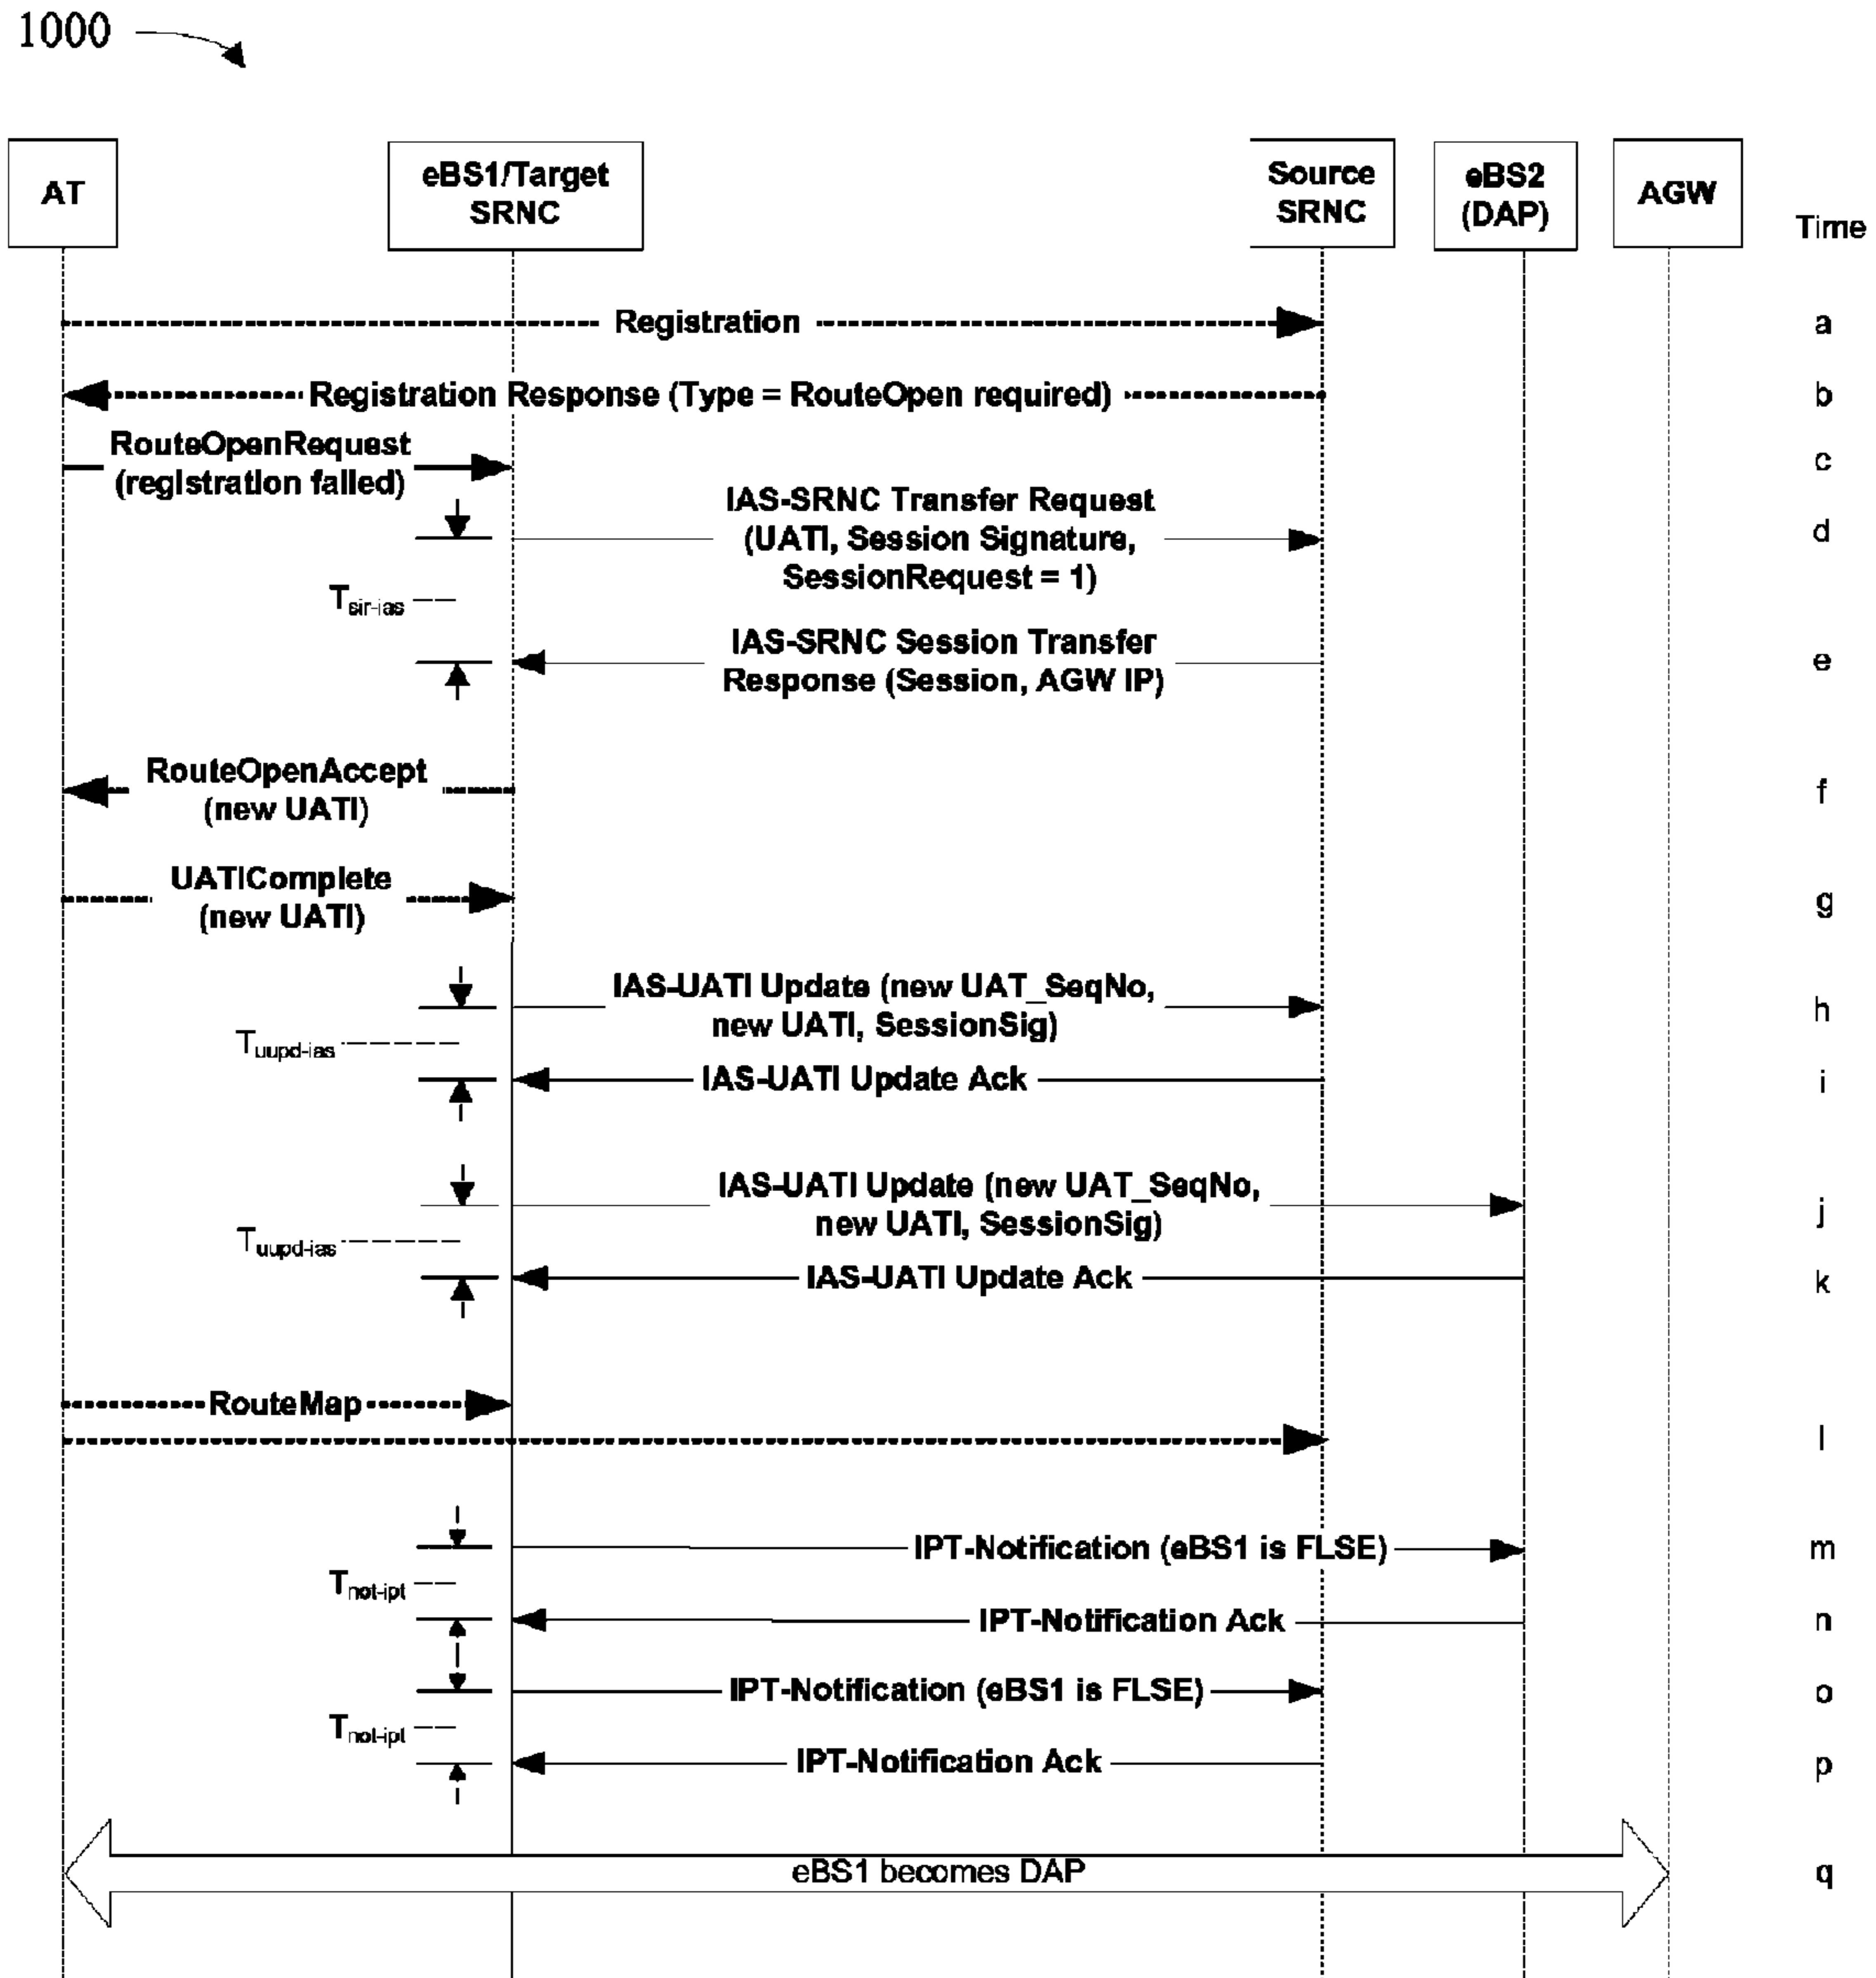 1000
AT
eBS1/Target
SRNC
Source
SRNC
eBS2
(DAP)
AGW
Time
Registration
a
Registration Response (Type = RouteOpen required)
b
RouteOpenRequest
(registration failed)
c
IAS-SRNC Transfer Request
(UATI, Session Signature,
SessionRequest = 1)
d
Tsir-ias
IAS-SRNC Session Transfer
Response (Session, AGW IP)
e
RouteOpenAccept
(new UATI)
f
UATIComplete
(new UATI)
g
IAS-UATI Update (new UAT_SeqNo,
new UATI, SessionSig)
h
Tuupd-ias
IAS-UATI Update Ack
i
IAS-UATI Update (new UAT_SeqNo,
new UATI, SessionSig)
j
Tuupd-ias
IAS-UATI Update Ack
k
RouteMap
l
IPT-Notification (eBS1 is FLSE)
m
Tnot-ipt
IPT-Notification Ack
n
IPT-Notification (eBS1 is FLSE)
o
Tnot-ipt
IPT-Notification Ack
p
eBS1 becomes DAP
q